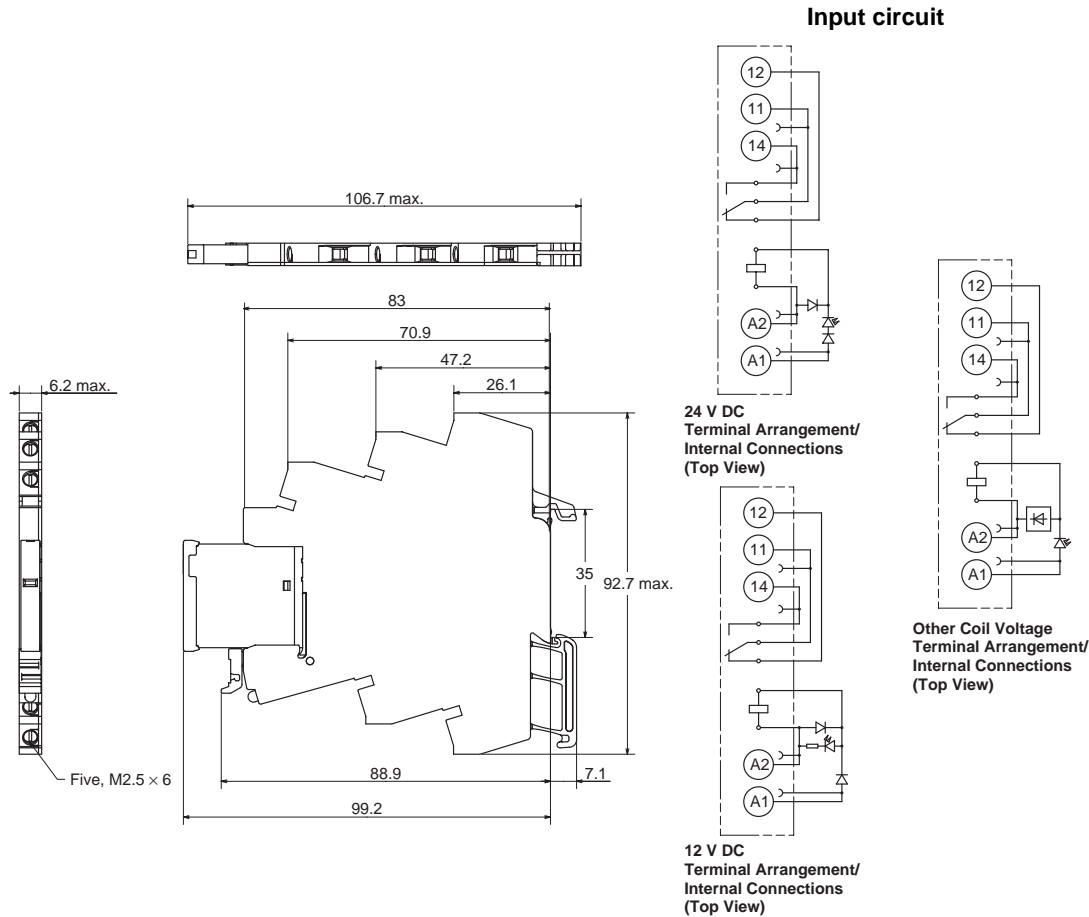 Input circuit
106.7 max.
83
70.9
47.2
26.1
6.2 max.
35
92.7 max.
88.9
7.1
99.2
Five, M2.5 × 6
12
11
14
A2
A1
24 V DC
Terminal Arrangement/
Internal Connections
(Top View)
12
11
14
A2
A1
12 V DC
Terminal Arrangement/
Internal Connections
(Top View)
12
11
14
A2
A1
Other Coil Voltage
Terminal Arrangement/
Internal Connections
(Top View)